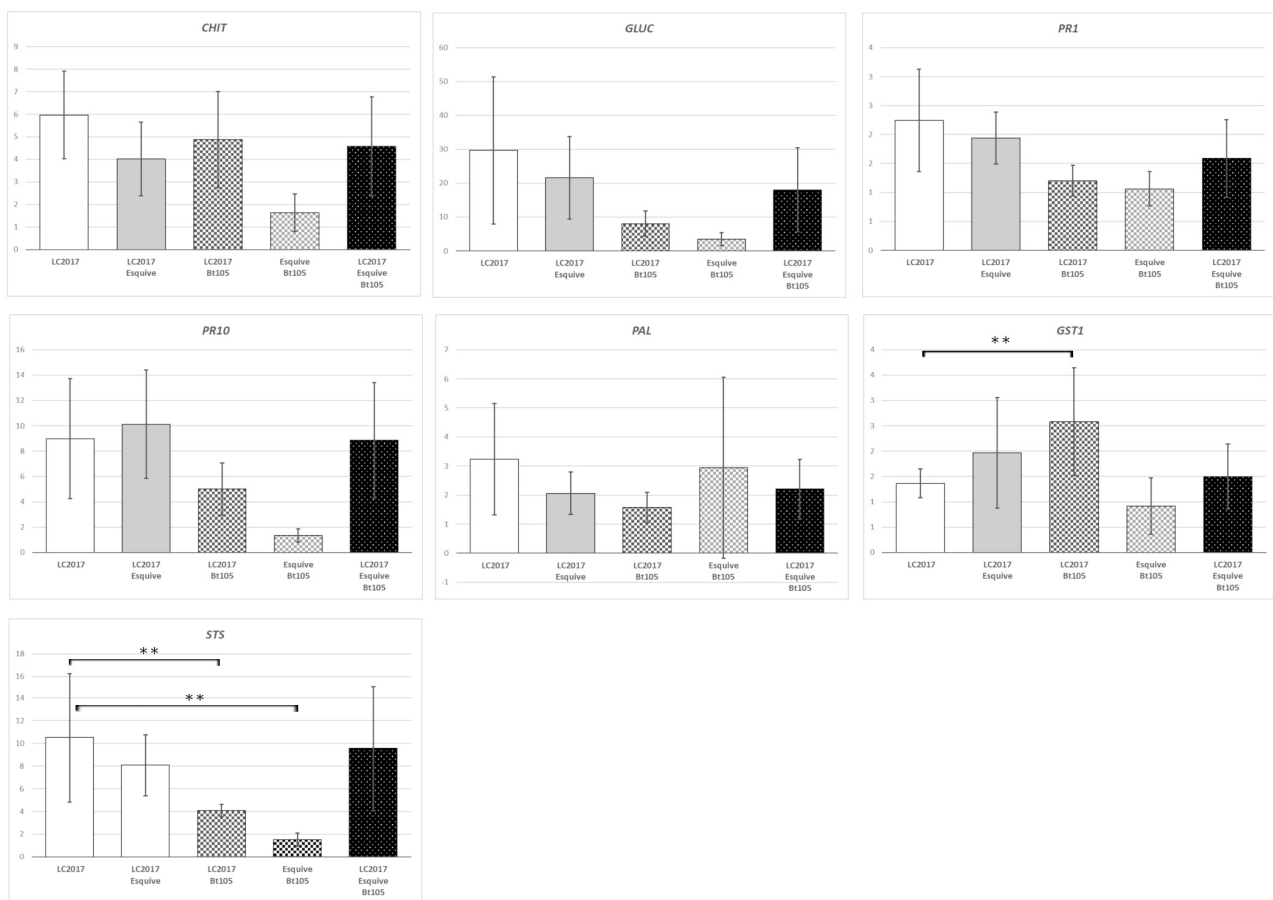 CHIT
9
8
7
6
5
4
3
2
1
0
LC2017
LC2017
Esquive
LC2017
Bt105
Esquive
Bt105
LC2017
Esquive
Bt105
GLUC
60
50
40
30
20
10
0
LC2017
LC2017
Esquive
LC2017
Bt105
Esquive
Bt105
LC2017
Esquive
Bt105
PR1
4
3
3
2
2
1
1
0
LC2017
LC2017
Esquive
LC2017
Bt105
Esquive
Bt105
LC2017
Esquive
Bt105
PR10
16
14
12
10
8
6
4
2
0
LC2017
LC2017
Esquive
LC2017
Bt105
Esquive
Bt105
LC2017
Esquive
Bt105
PAL
7
6
5
4
3
2
1
0
-1
LC2017
LC2017
Esquive
LC2017
Bt105
Esquive
Bt105
LC2017
Esquive
Bt105
GST1
**
4
4
3
3
2
2
1
1
0
LC2017
LC2017
Esquive
LC2017
Bt105
Esquive
Bt105
LC2017
Esquive
Bt105
STS
**
**
18
16
14
12
10
8
6
4
2
0
LC2017
LC2017
Esquive
LC2017
Bt105
Esquive
Bt105
LC2017
Esquive
Bt105